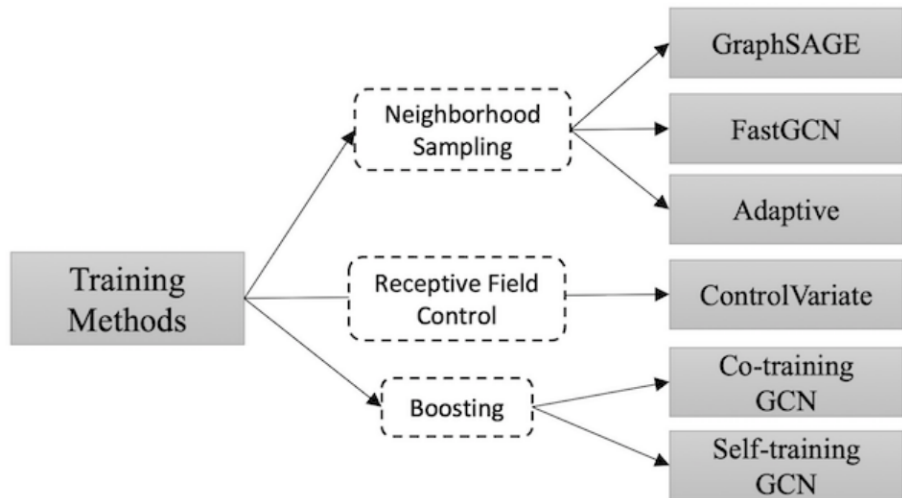 Training
Methods
Neighborhood
Sampling
Receptive Field
Control
Boosting
GraphSAGE
FastGCN
Adaptive
ControlVariate
Co-training
GCN
Self-training
GCN